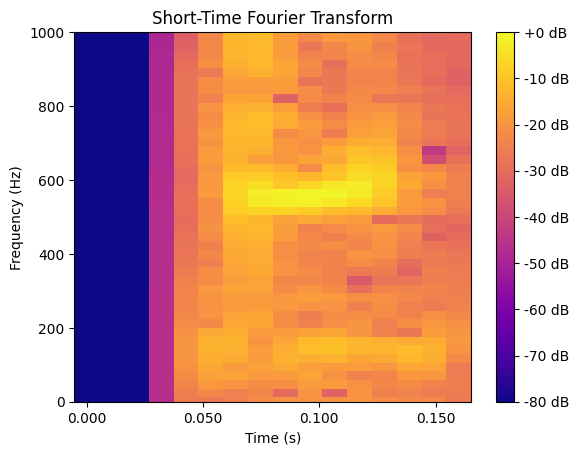 Short-Time Fourier Transform
1000
800
600
400
200
0
Frequency (Hz)
0.000
0.050
0.100
0.150
Time (s)
+0 dB
-10 dB
-20 dB
-30 dB
-40 dB
-50 dB
-60 dB
-70 dB
-80 dB